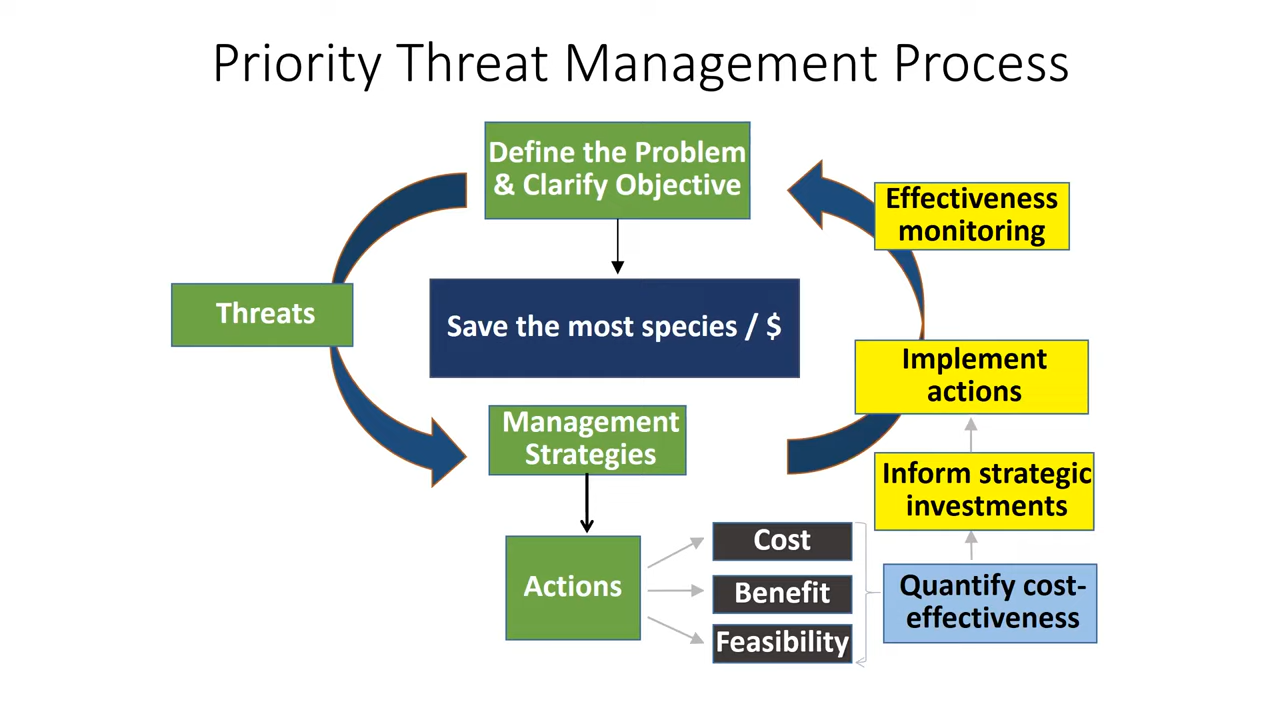 Priority Threat Management Process
Define the Problem
& Clarify Objective
Effectiveness
monitoring
Threats
Save the most species / $
Implement
actions
Management
Strategies
Inform strategic
investments
Actions
Cost
Benefit
Feasibility
Quantify cost-
effectiveness